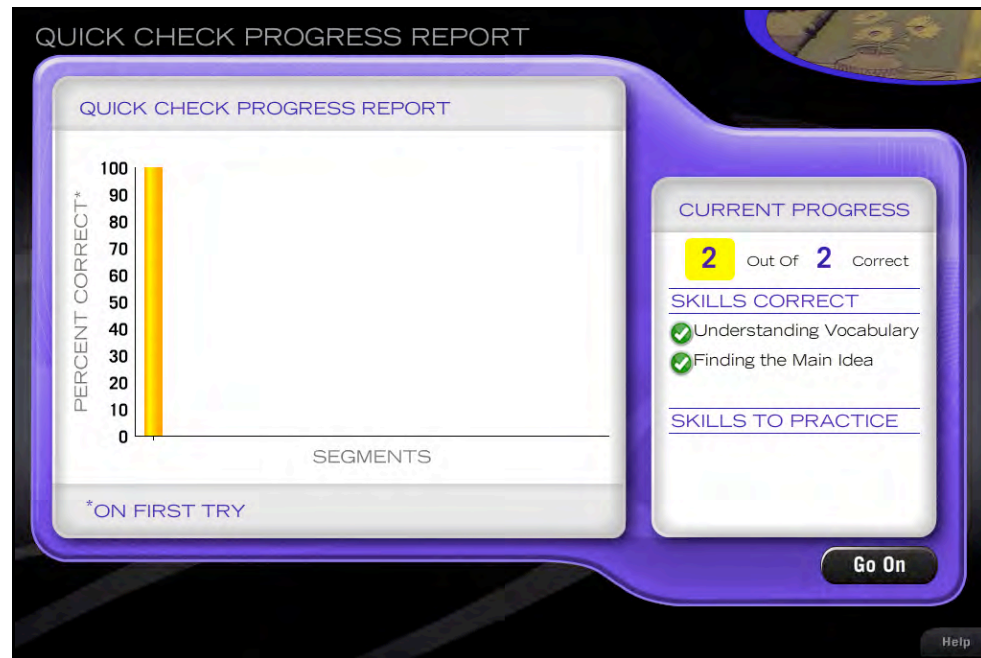 QUICK CHECK PROGRESS REPORT
QUICK CHECK PROGRESS REPORT
PERCENT CORRECT*
100
90
80
70
60
50
40
30
20
10
0
SEGMENTS
*ON FIRST TRY
CURRENT PROGRESS
2 Out Of 2 Correct
SKILLS CORRECT
Understanding Vocabulary
Finding the Main Idea
SKILLS TO PRACTICE
Go On
Help